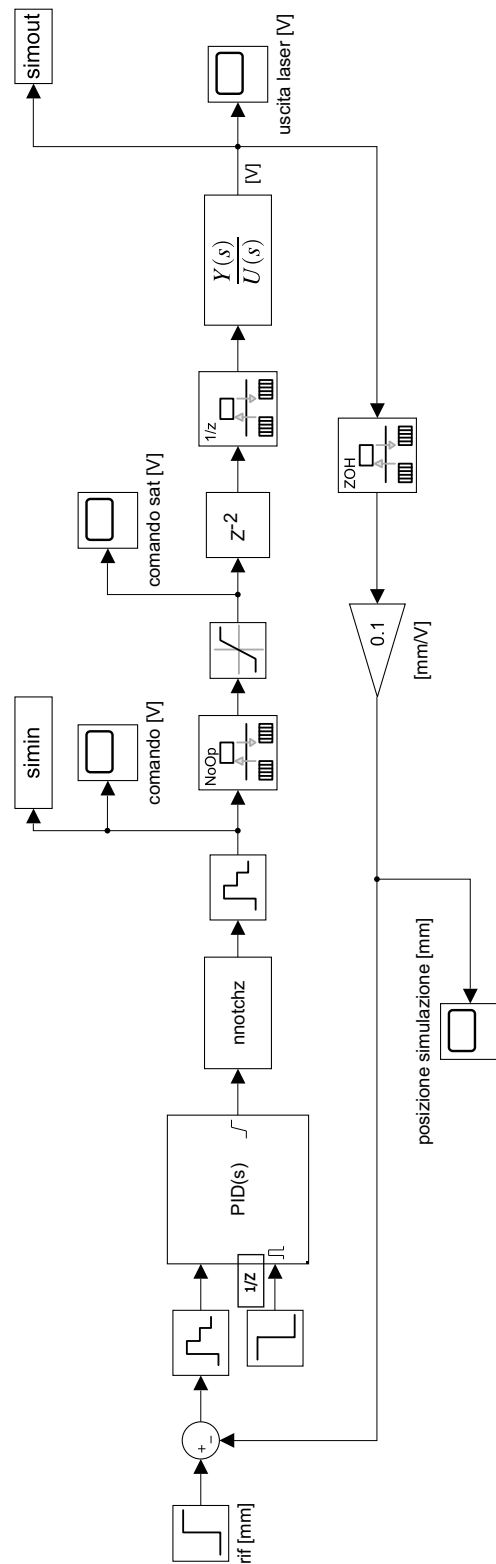 rif [mm]
+
−
1/Z
PID(s)
nnotchz
simin
comando [V]
NoOp
comando sat [V]
Z-2
1/z
Y(s)
U(s)
[V]
simout
uscita laser [V]
ZOH
0.1
[mm/V]
posizione simulazione [mm]